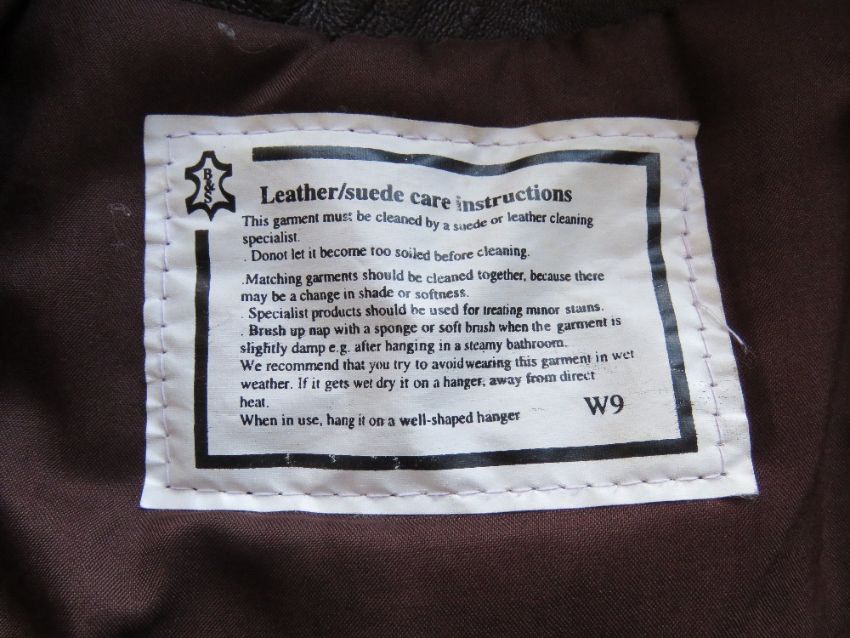 B&S
Leather/suede care instructions
This garment must be cleaned by a suede or leather cleaning
specialist.
. Donot let it become too soiled before cleaning.
.Matching garments should be cleaned together, because there
may be a change in shade or softness.
. Specialist products should be used for treating minor stains.
. Brush up nap with a sponge or soft brush when the garment is
slightly damp e.g. after hanging in a steamy bathroom.
We recommend that you try to avoid wearing this garment in wet
weather. If it gets wet dry it on a hanger, away from direct
heat.
When in use, hang it on a well-shaped hanger
W9